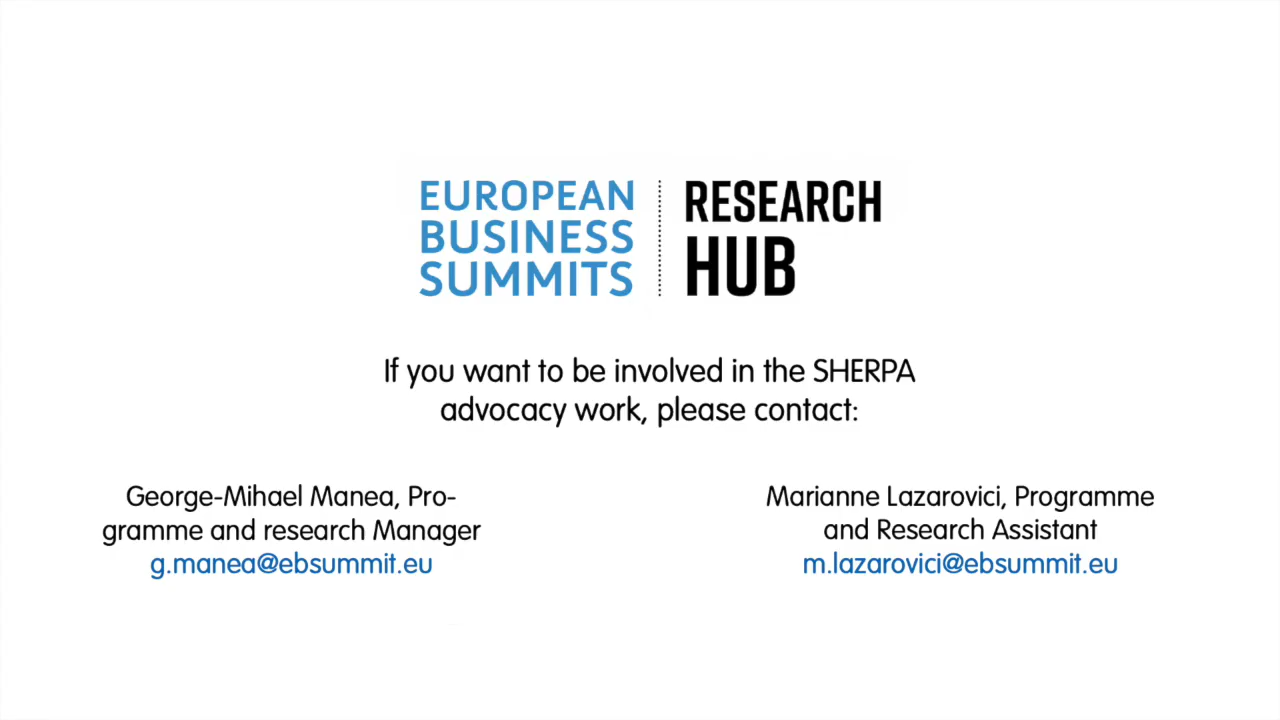 EUROPEAN
BUSINESS
SUMMITS
RESEARCH
HUB
If you want to be involved in the SHERPA
advocacy work, please contact:
George-Mihael Manea, Pro-
gramme and research Manager
g.manea@ebsummit.eu
Marianne Lazarovici, Programme
and Research Assistant
m.lazarovici@ebsummit.eu